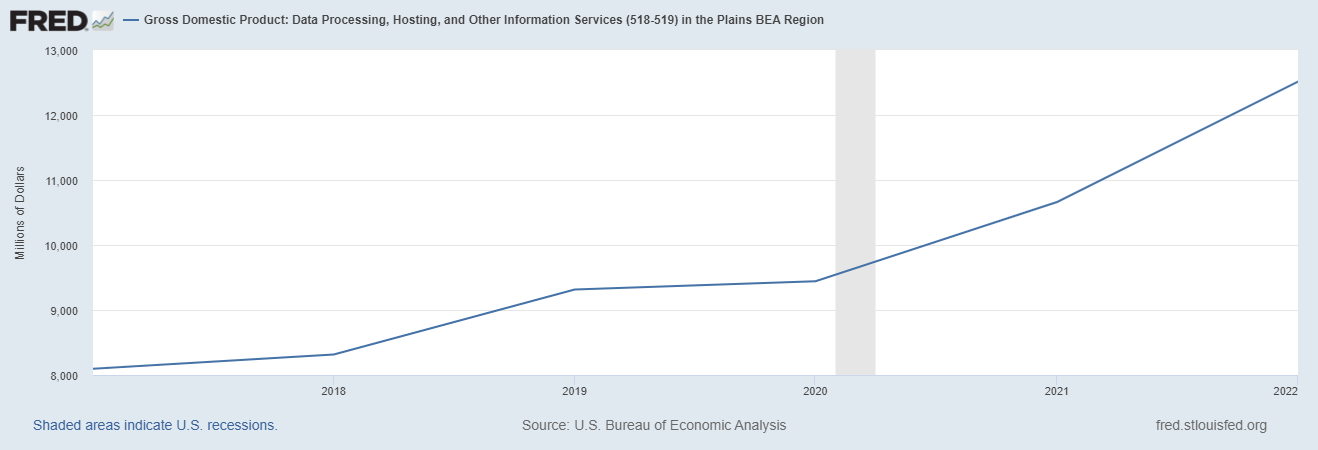 FRED
Gross Domestic Product: Data Processing, Hosting, and Other Information Services (518-519) in the Plains BEA Region
13,000
12,000
11,000
10,000
9,000
8,000
Millions of Dollars
2018 2019 2020 2021 2022
Shaded areas indicate U.S. recessions. Source: U.S. Bureau of Economic Analysis fred.stlouisfed.org